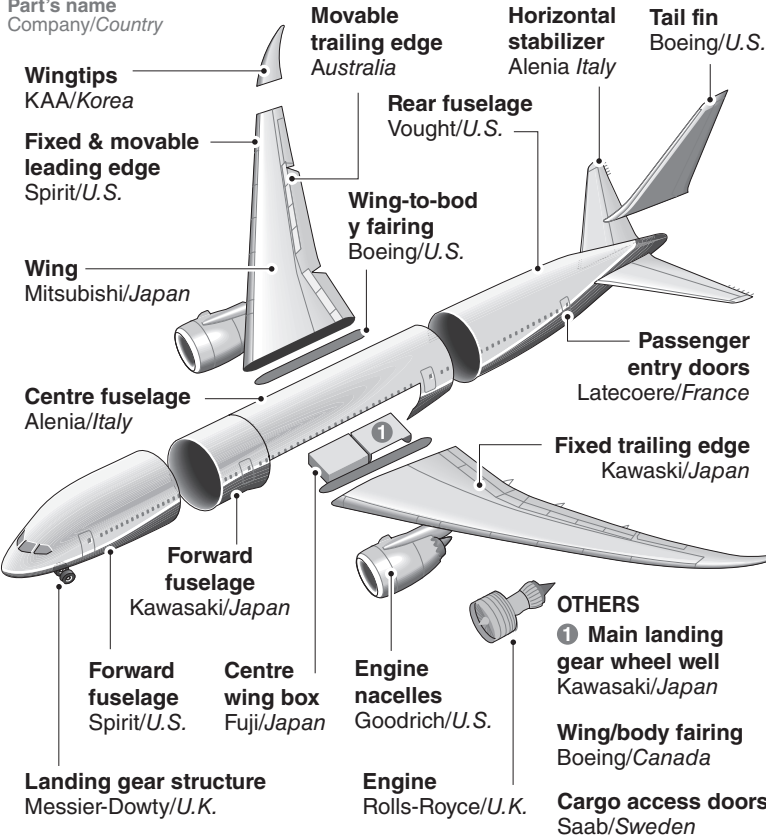 Part's name
Company/Country
Wingtips
KAA/Korea
Fixed & movable
leading edge
Spirit/U.S.
Wing
Mitsubishi/Japan
Centre fuselage
Alenia/Italy
Movable
trailing edge
Australia
Horizontal
stabilizer
Alenia Italy
Tail fin
Boeing/U.S.
Rear fuselage
Vought/U.S.
Wing-to-bod
y fairing
Boeing/U.S.
Passenger
entry doors
Latecoere/France
1
Fixed trailing edge
Kawaski/Japan
Forward
fuselage
Kawasaki/Japan
Forward
fuselage
Spirit/U.S.
Centre
wing box
Fuji/Japan
Engine
nacelles
Goodrich/U.S.
Landing gear structure
Messier-Dowty/U.K.
Engine
Rolls-Royce/U.K.
OTHERS
1 Main landing
gear wheel well
Kawasaki/Japan
Wing/body fairing
Boeing/Canada
Cargo access doors
Saab/Sweden